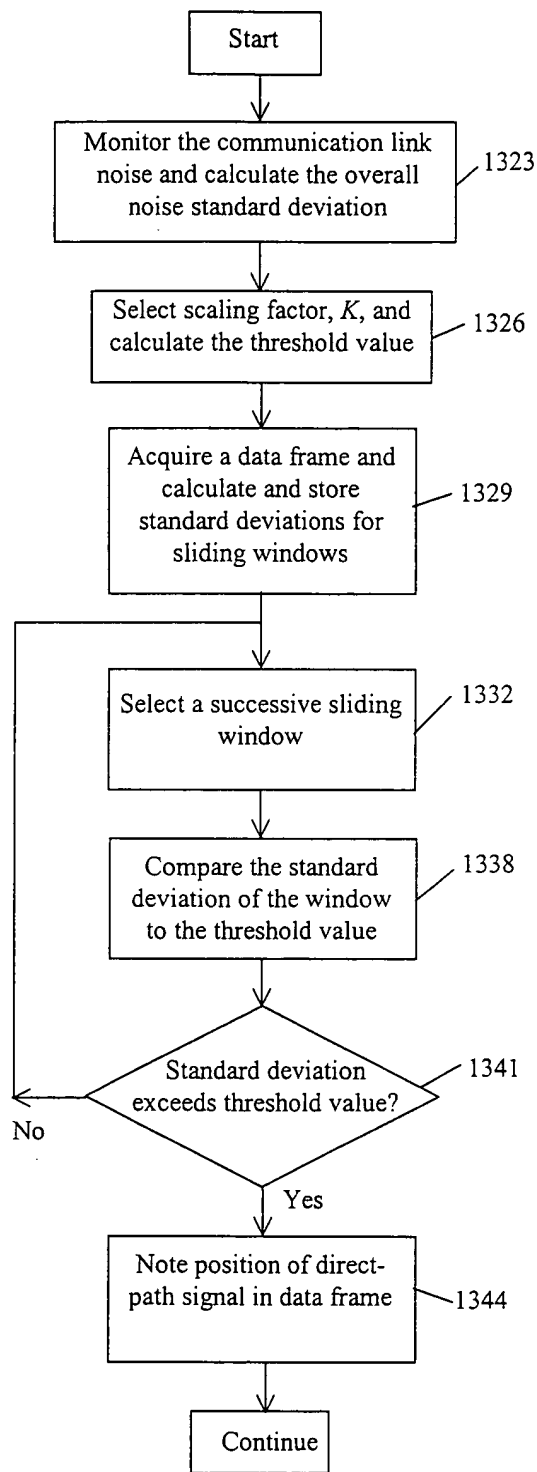 Start
Monitor the communication link
noise and calculate the overall
noise standard deviation
1323
Select scaling factor, K, and
calculate the threshold value
1326
Acquire a data frame and
calculate and store
standard deviations for
sliding windows
1329
Select a successive sliding
window
1332
Compare the standard
deviation of the window
to the threshold value
1338
Standard deviation
exceeds threshold value?
1341
No
Yes
Note position of direct-
path signal in data frame
1344
Continue